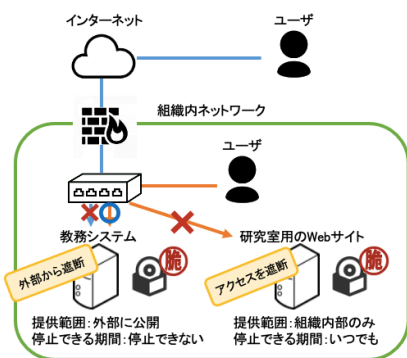 インターネット
ユーザ
組織内ネットワーク
ユーザ
教務システム
研究室用のWebサイト
外部から遮断
脆
アクセスを遮断
脆
提供範囲：外部に公開
停止できる期間：停止できない
提供範囲：組織内部のみ
停止できる期間：いつでも